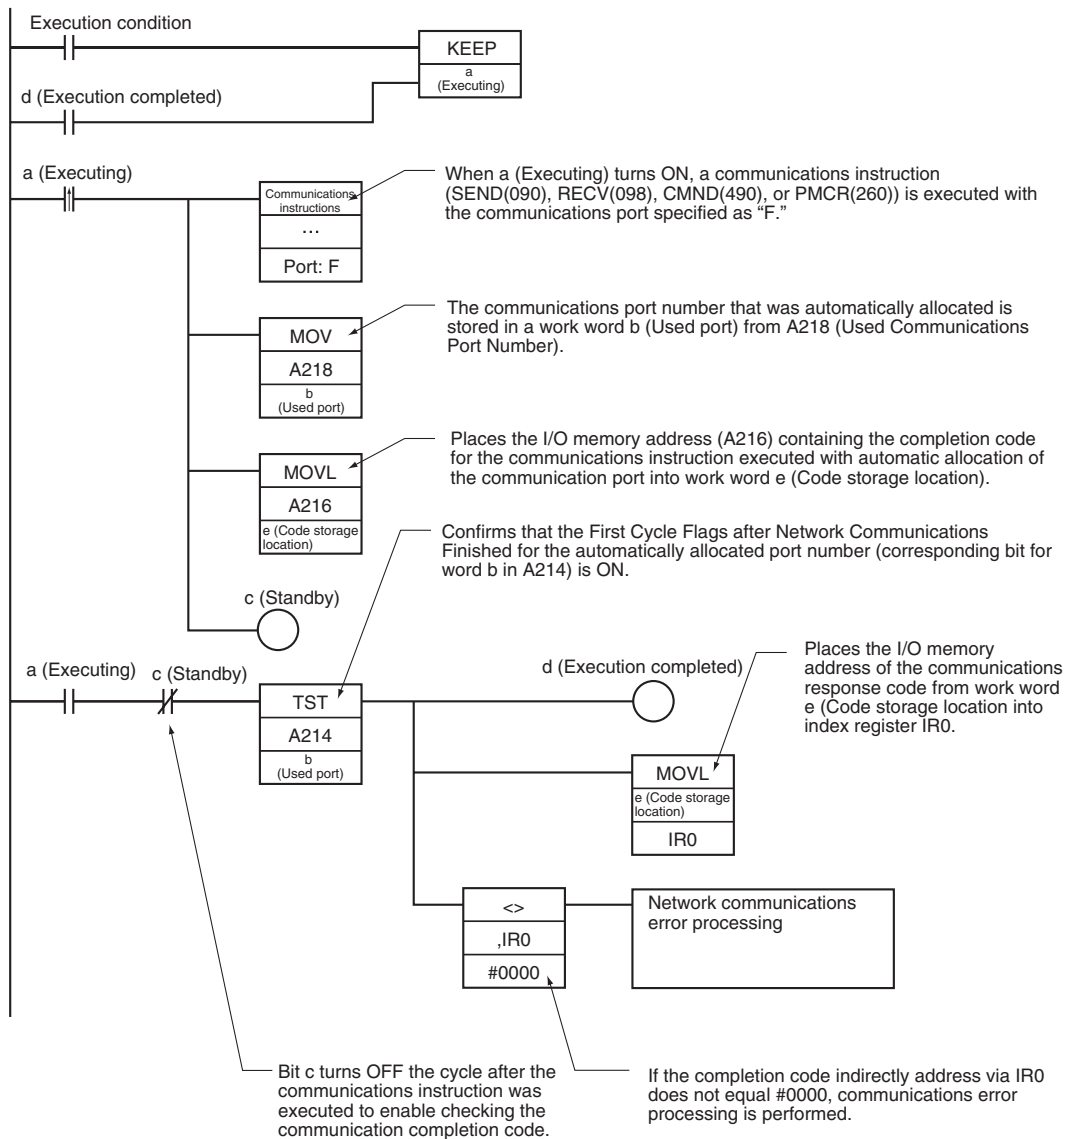 Execution condition
KEEP
a
(Executing)
d (Execution completed)
a (Executing)
Communications
instructions
...
Port: F
When a (Executing) turns ON, a communications instruction
(SEND(090), RECV(098), CMND(490), or PMCR(260)) is executed with
the communications port specified as “F.”
MOV
A218
b
(Used port)
The communications port number that was automatically allocated is
stored in a work word b (Used port) from A218 (Used Communications
Port Number).
MOVL
A216
e (Code storage
location)
Places the I/O memory address (A216) containing the completion code
for the communications instruction executed with automatic allocation of
the communication port into work word e (Code storage location).
Confirms that the First Cycle Flags after Network Communications
Finished for the automatically allocated port number (corresponding bit for
word b in A214) is ON.
c (Standby)
a (Executing)
c (Standby)
TST
A214
b
(Used port)
d (Execution completed)
Places the I/O memory
address of the communications
response code from work word
e (Code storage location into
index register IR0.
MOVL
e (Code storage
location)
IR0
<>
,IR0
#0000
Network communications
error processing
Bit c turns OFF the cycle after the
communications instruction was
executed to enable checking the
communication completion code.
If the completion code indirectly address via IR0
does not equal #0000, communications error
processing is performed.